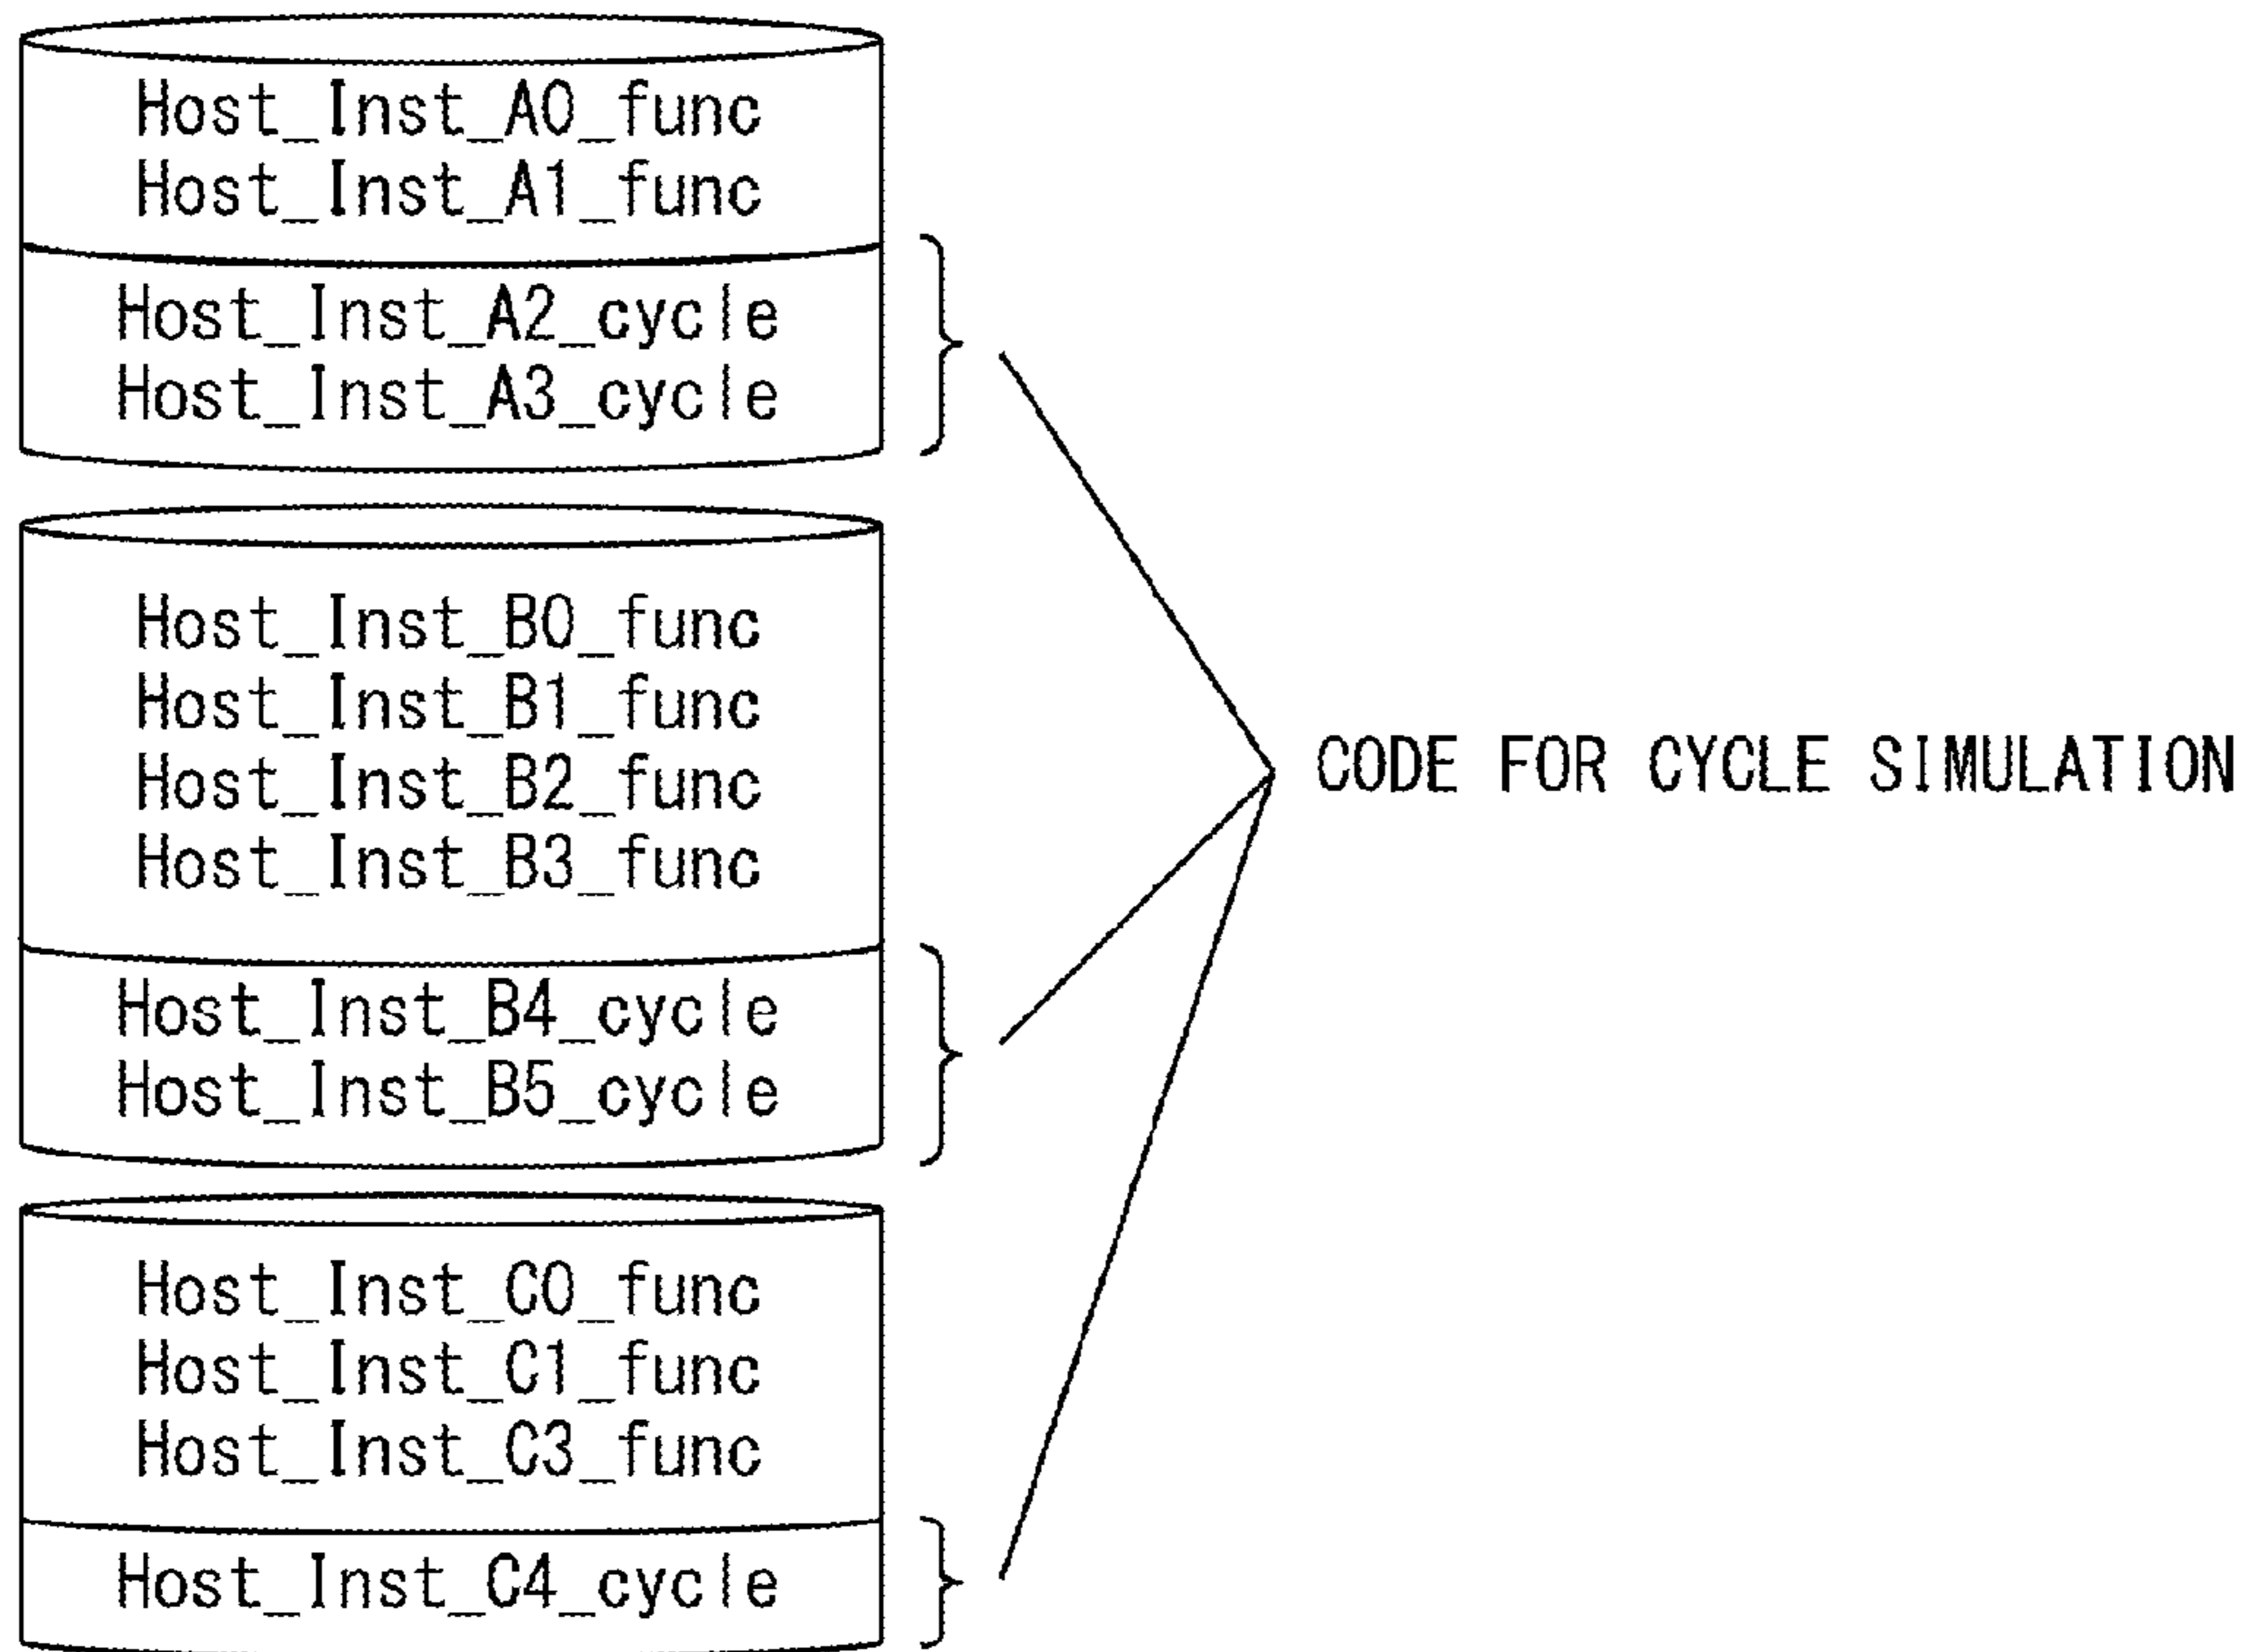 Host_Inst_A0_func
Host_Inst_A1_func
Host_Inst_A2_cycle
Host_Inst_A3_cycle
Host_Inst_B0_func
Host_Inst_B1_func
Host_Inst_B2_func
Host_Inst_B3_func
CODE FOR CYCLE SIMULATION
Host_Inst_B4_cycle
Host_Inst_B5_cycle
Host_Inst_C0_func
Host_Inst_C1_func
Host_Inst_C3_func
Host_Inst_C4_cycle